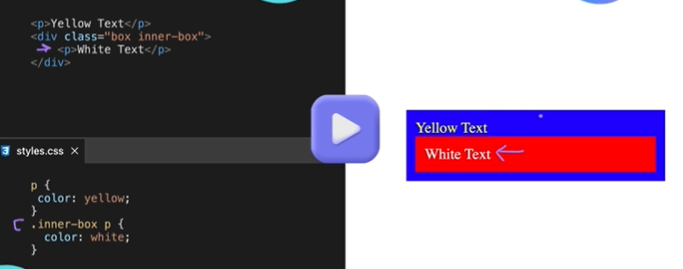 <p>Yellow Text</p>
<div class="box inner-box">
<p>White Text</p>
</div>
styles.css ×
p {
color: yellow;
}
.inner-box p {
color: white;
}
Yellow Text
White Text